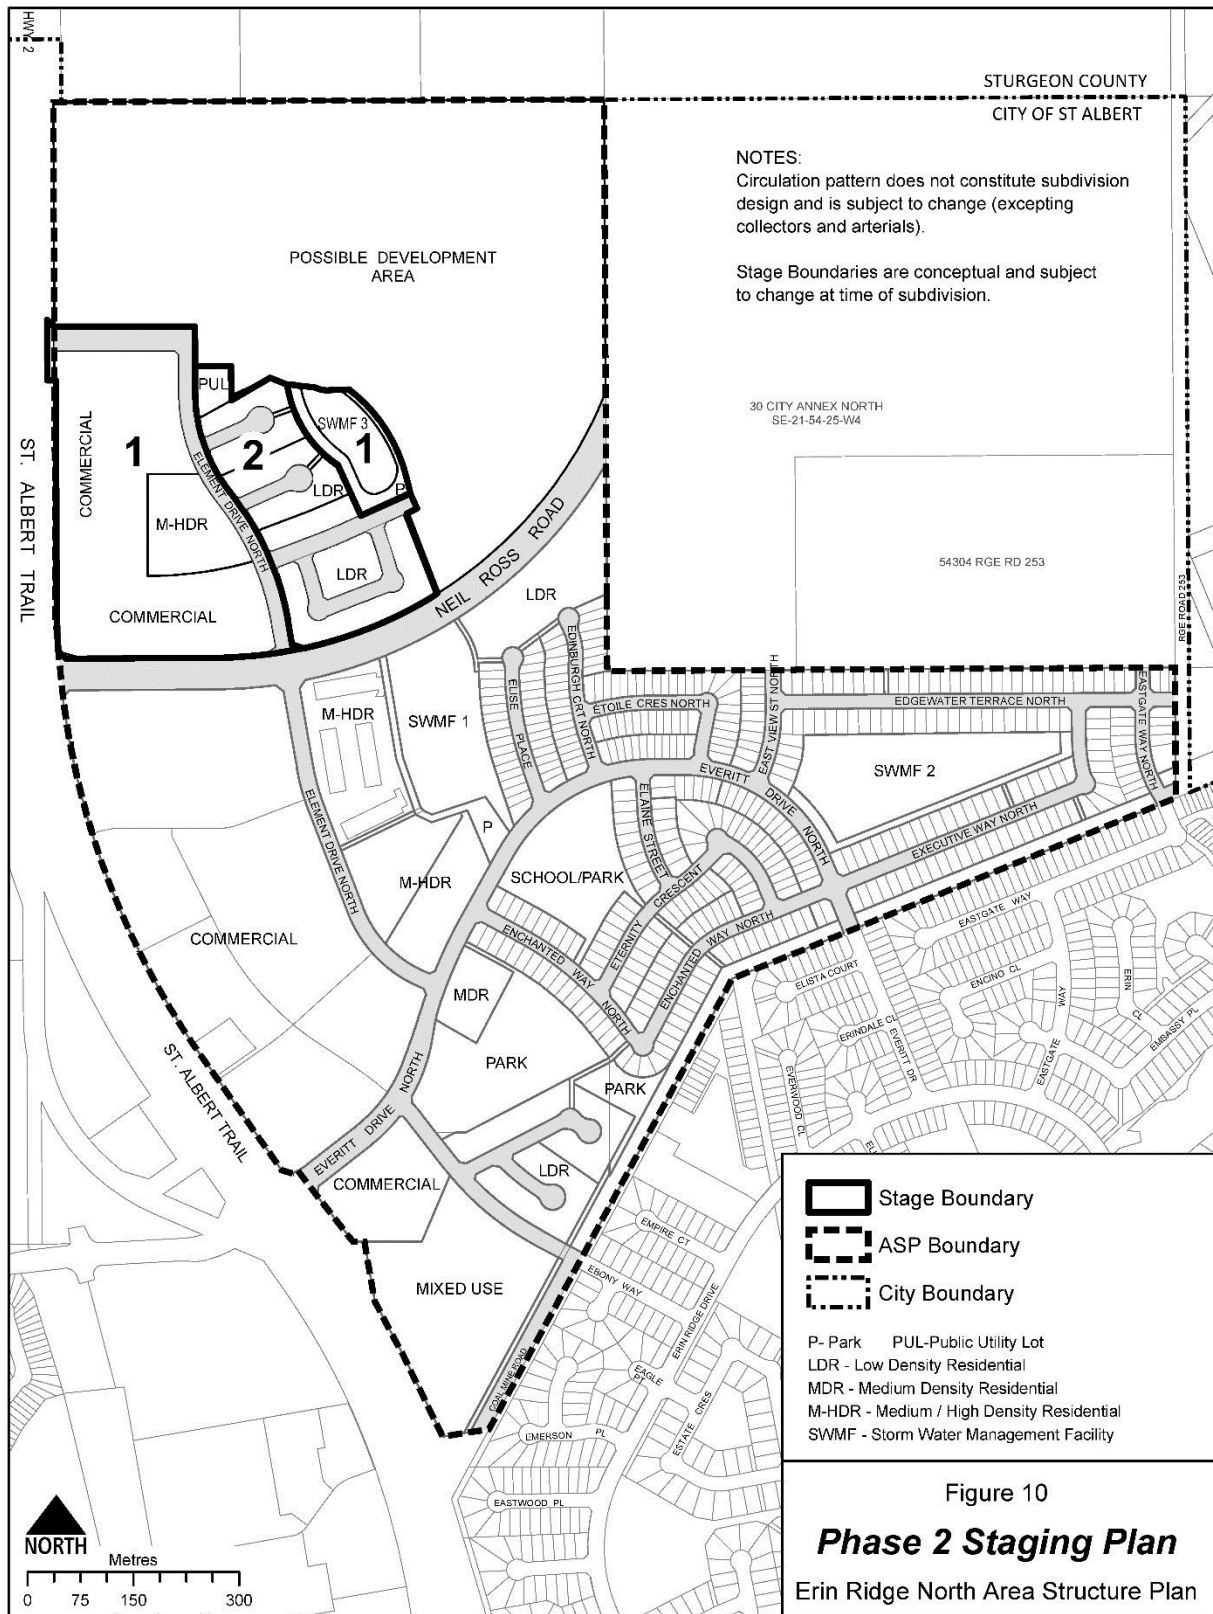 HWY 2
STURGEON COUNTY
CITY OF ST ALBERT
NOTES:
Circulation pattern does not constitute subdivision
design and is subject to change (excepting
collectors and arterials).
Stage Boundaries are conceptual and subject
to change at time of subdivision.
POSSIBLE DEVELOPMENT
AREA
30 CITY ANNEX NORTH
SE-21-54-25-W4
54304 RGE RD 253
RGE ROAD 253
PUL
SWMF 3
1
2
1
COMMERCIAL
ELEMENT DRIVE NORTH
LDR
P
M-HDR
LDR
COMMERCIAL
ST. ALBERT TRAIL
NEIL ROSS ROAD
LDR
M-HDR
SWMF 1
ELISE PLACE
EDINBURGH CRT NORTH
ETOILE CRES NORTH
EAST VIEW ST NORTH
EDGEWATER TERRACE NORTH
EASTGATE WAY NORTH
SWMF 2
EVERITT DRIVE NORTH
ELAINE STREET
EXECUTIVE WAY NORTH
ELEMENT DRIVE NORTH
P
M-HDR
SCHOOL/PARK
ETERNITY CRESCENT
ENCHANTED WAY NORTH
ENCHANTED WAY NORTH
COMMERCIAL
MDR
PARK
PARK
EVERITT DRIVE NORTH
ST. ALBERT TRAIL
COMMERCIAL
LDR
MIXED USE
COAL MINE ROAD
EASTGATE WAY
ELISTA COURT
ENCINO CL
ERIN CL
ERINDALE CL
EVERITT DR
EASTGATE WAY
EMBASSY PL
EVERWOOD CL
EMPIRE CT
EBONY WAY
ERIN RIDGE DRIVE
EAGLE PT
ESTATE CRES
EMERSON PL
EASTWOOD PL
Stage Boundary
ASP Boundary
City Boundary
P- Park PUL-Public Utility Lot
LDR - Low Density Residential
MDR - Medium Density Residential
M-HDR - Medium / High Density Residential
SWMF - Storm Water Management Facility
Figure 10
Phase 2 Staging Plan
Erin Ridge North Area Structure Plan
NORTH
Metres
0 75 150 300